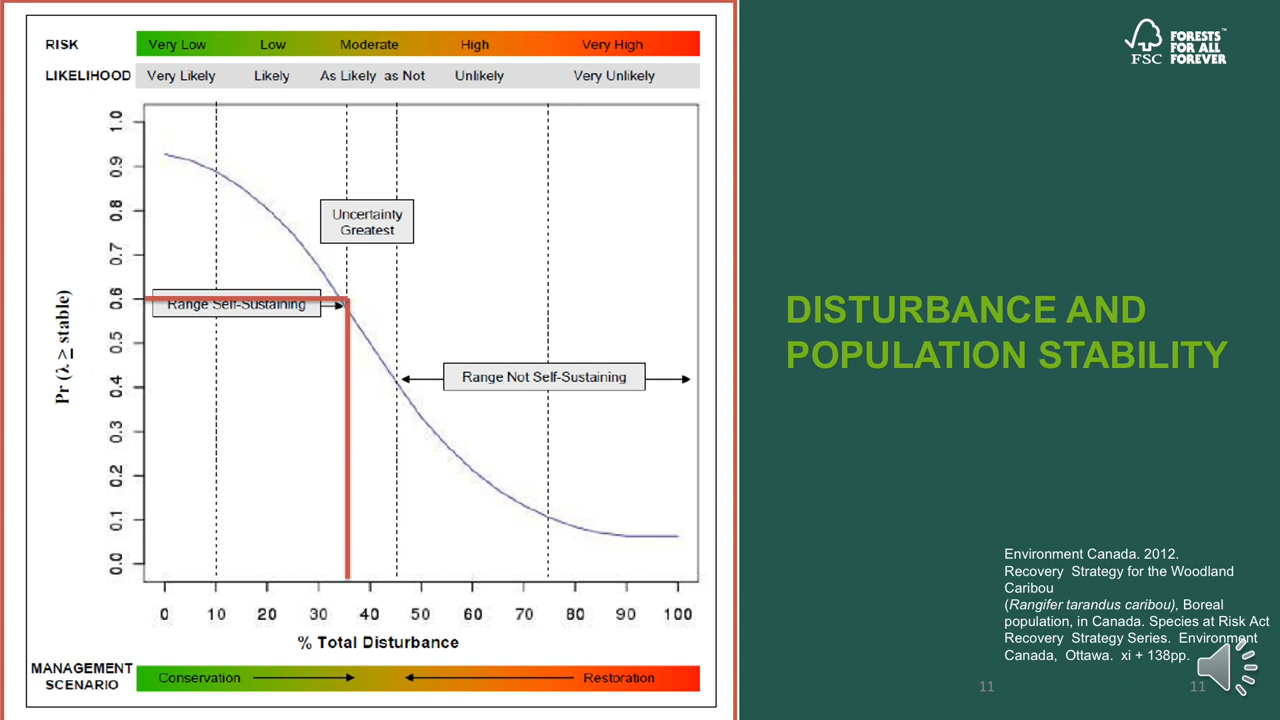 RISK Very Low Low Moderate High Very High
LIKELIHOOD Very Likely Likely As Likely as Not Unlikely Very Unlikely
1.0
0.9
0.8
0.7
0.6
0.5
0.4
0.3
0.2
0.1
0.0
Pr (λ ≥ stable)
Uncertainty
Greatest
Range Self-Sustaining
Range Not Self-Sustaining
0 10 20 30 40 50 60 70 80 90 100
% Total Disturbance
MANAGEMENT
SCENARIO
Conservation Restoration
FSC
FORESTS™
FOR ALL
FOREVER
DISTURBANCE AND
POPULATION STABILITY
Environment Canada. 2012.
Recovery Strategy for the Woodland
Caribou
(Rangifer tarandus caribou), Boreal
population, in Canada. Species at Risk Act
Recovery Strategy Series. Environment
Canada, Ottawa. xi + 138pp.
11 11